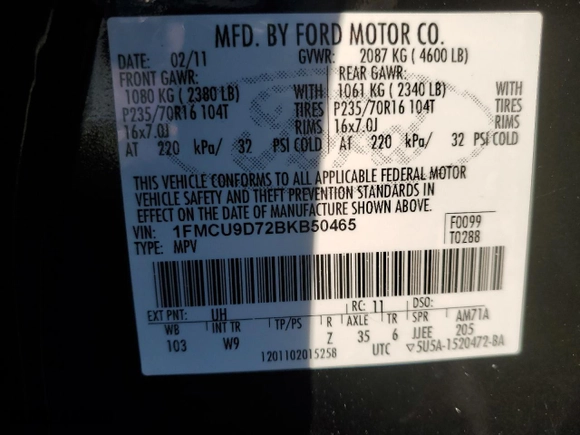 MFD. BY FORD MOTOR CO.
DATE: 02/11 GVWR: 2087 KG ( 4600 LB)
FRONT GAWR: REAR GAWR:
1080 KG ( 2380 LB) WITH 1061 KG ( 2340 LB) WITH
P235/70R16 104T TIRES P235/70R16 104T TIRES
16x7.0J RIMS 16x7.0J RIMS
AT 220 kPa/ 32 PSI COLD AT 220 kPa/ 32 PSI COLD
THIS VEHICLE CONFORMS TO ALL APPLICABLE FEDERAL MOTOR
VEHICLE SAFETY AND THEFT PREVENTION STANDARDS IN
EFFECT ON THE DATE OF MANUFACTURE SHOWN ABOVE.
VIN: 1FMCU9D72BKB50465 F0099
TYPE: MPV T0288
EXT PNT: UH RC: 11 DSO:
WB INT TR TP/PS R AXLE TR SPR AM71A
103 W9 Z 35 6 JJEE 205
1201102015258 UTC ▽5U5A-1520472-BA